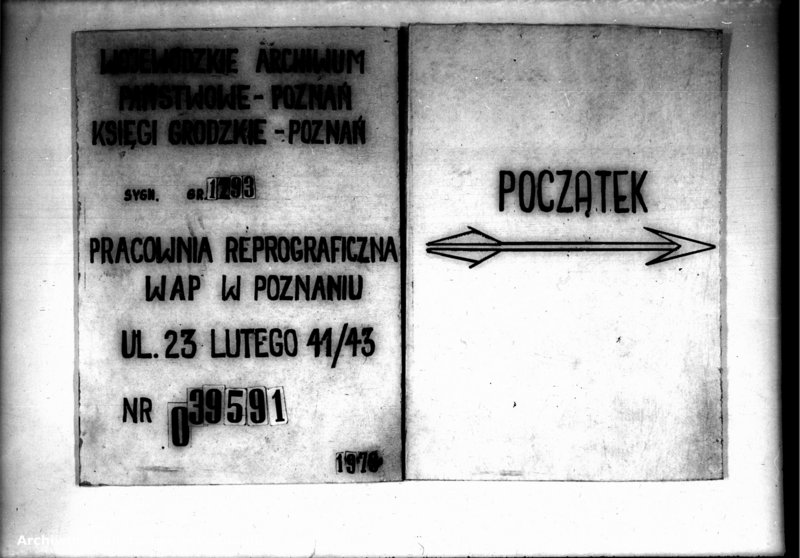 WOJEWÓDZKIE ARCHIWUM
PAŃSTWOWE - POZNAŃ
KSIĘGI GRODZKIE - POZNAŃ
SYGN. GR. 1293
PRACOWNIA REPROGRAFICZNA
WAP W POZNANIU
UL. 23 LUTEGO 41/43
NR 039591
POCZĄTEK